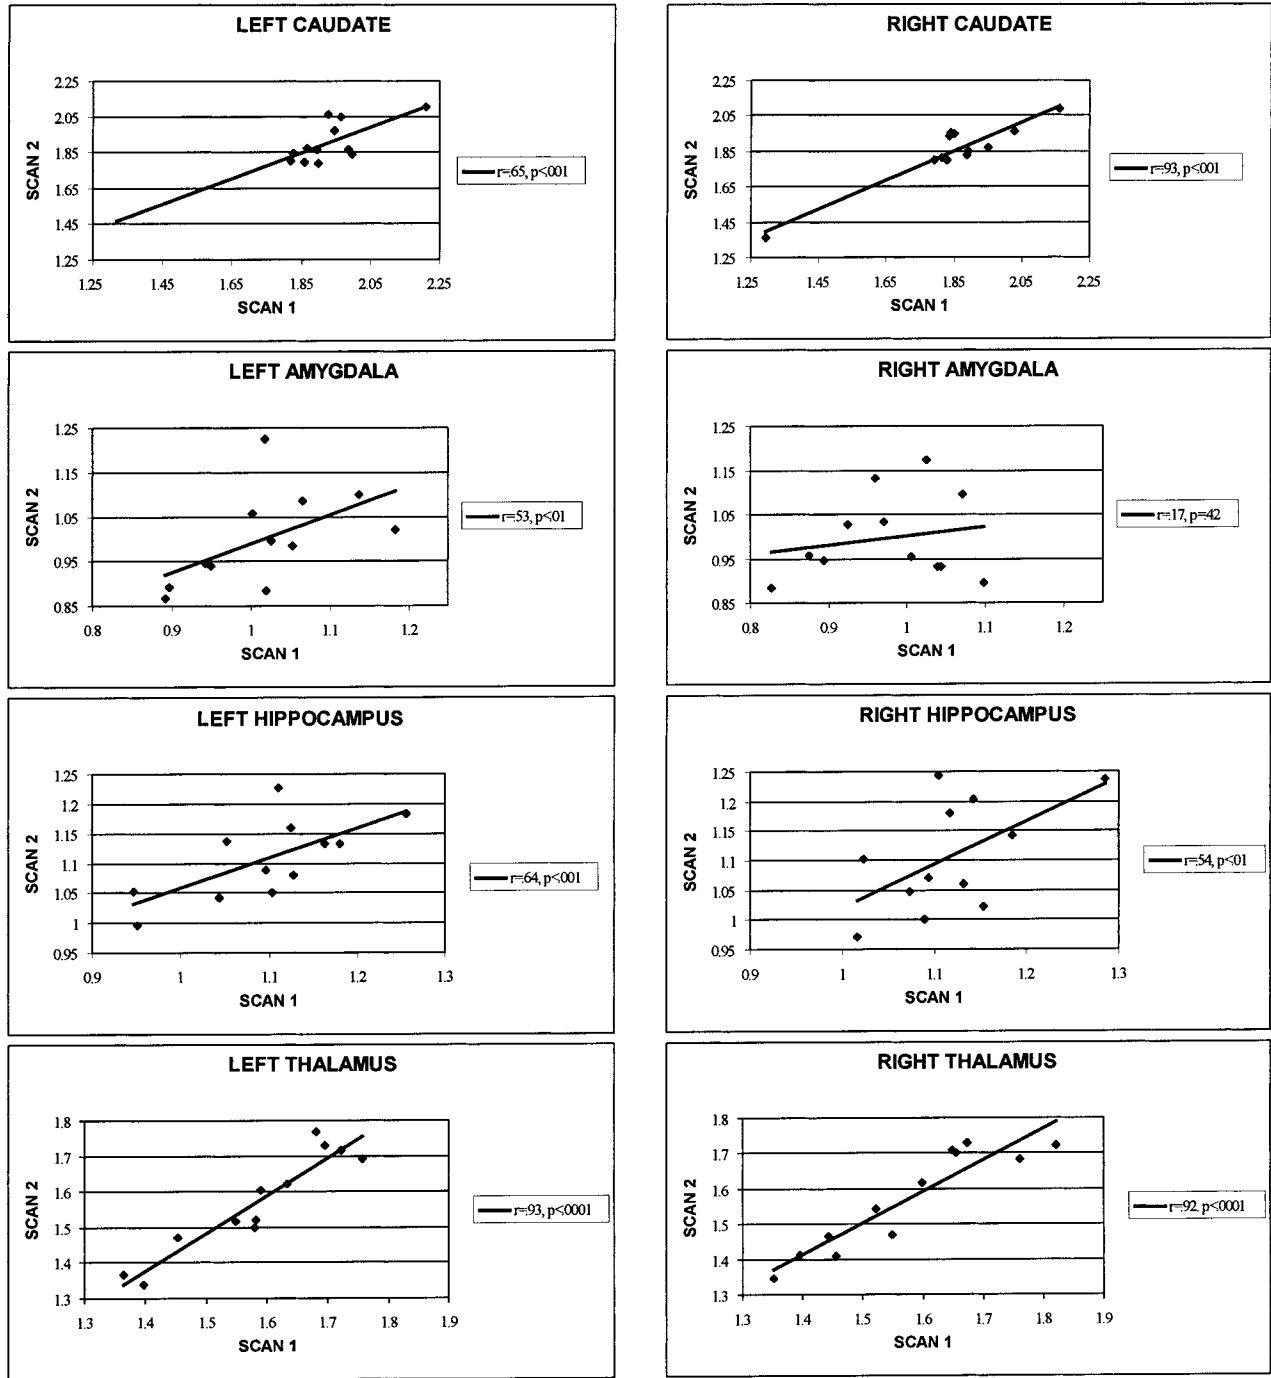 LEFT CAUDATE
SCAN 2
2.25
2.05
1.85
1.65
1.45
1.25
1.25 1.45 1.65 1.85 2.05 2.25
SCAN 1
r=.65, p<.001
RIGHT CAUDATE
SCAN 2
2.25
2.05
1.85
1.65
1.45
1.25
1.25 1.45 1.65 1.85 2.05 2.25
SCAN 1
r=.93, p<.001
LEFT AMYGDALA
SCAN 2
1.25
1.15
1.05
0.95
0.85
0.8 0.9 1 1.1 1.2
SCAN 1
r=.53, p<.01
RIGHT AMYGDALA
SCAN 2
1.25
1.15
1.05
0.95
0.85
0.8 0.9 1 1.1 1.2
SCAN 1
r=.17, p=.42
LEFT HIPPOCAMPUS
SCAN 2
1.25
1.2
1.15
1.1
1.05
1
0.95
0.9 1 1.1 1.2 1.3
SCAN 1
r=.64, p<.001
RIGHT HIPPOCAMPUS
SCAN 2
1.25
1.2
1.15
1.1
1.05
1
0.95
0.9 1 1.1 1.2 1.3
SCAN 1
r=.54, p<.01
LEFT THALAMUS
SCAN 2
1.8
1.7
1.6
1.5
1.4
1.3
1.3 1.4 1.5 1.6 1.7 1.8 1.9
SCAN 1
r=.93, p<.0001
RIGHT THALAMUS
SCAN 2
1.8
1.7
1.6
1.5
1.4
1.3
1.3 1.4 1.5 1.6 1.7 1.8 1.9
SCAN 1
r=.92, p<.0001